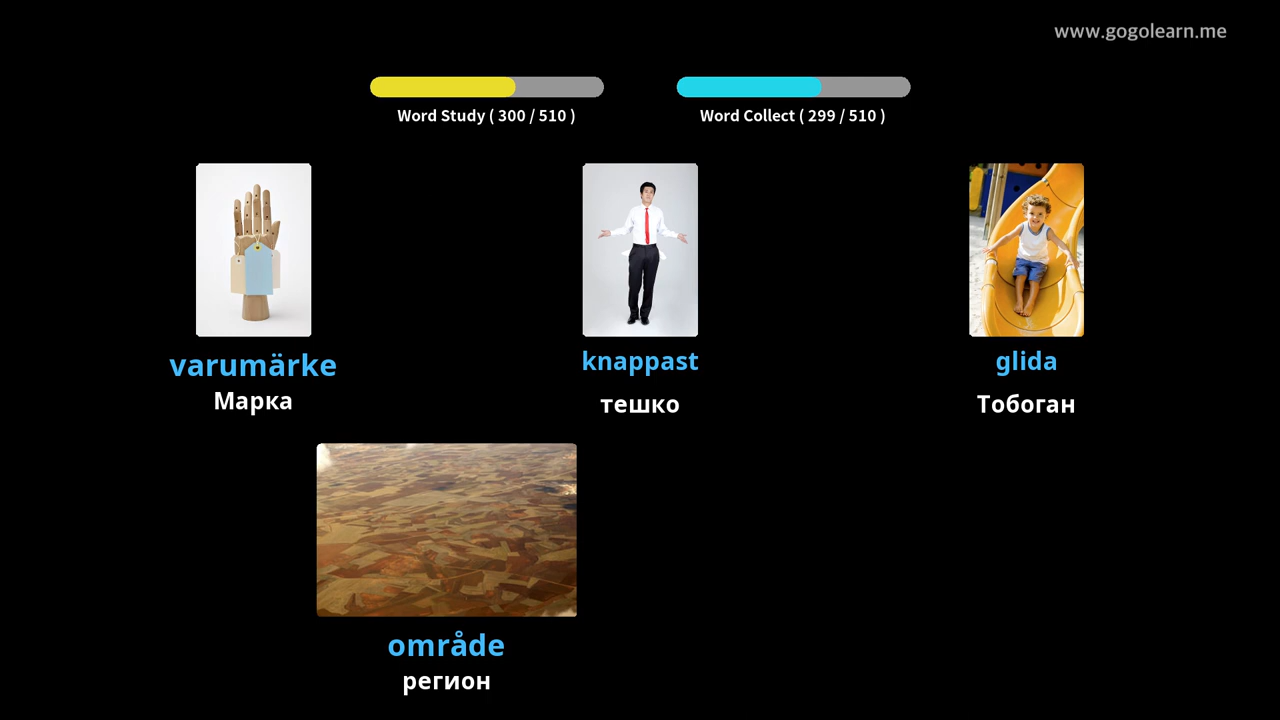 www.gogolearn.me
Word Study ( 300 / 510 )
Word Collect ( 299 / 510 )
varumärke
Марка
knappast
тешко
glida
Тобоган
område
регион